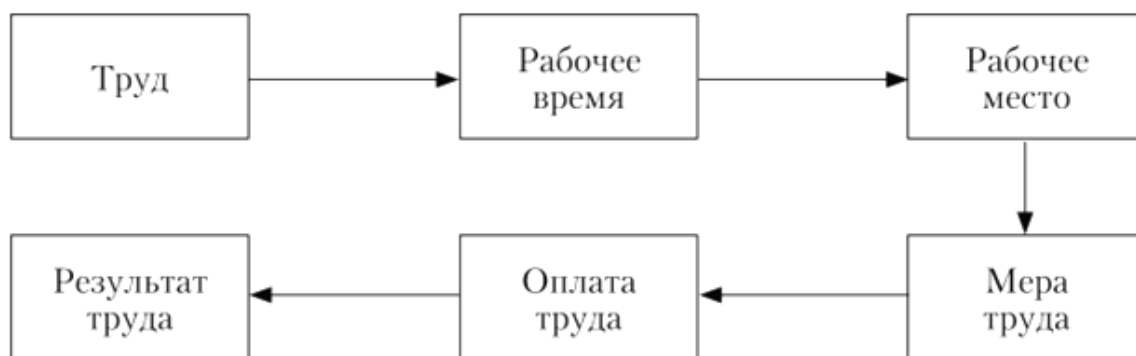 Труд
Рабочее
время
Рабочее
место
Результат
труда
Оплата
труда
Мера
труда